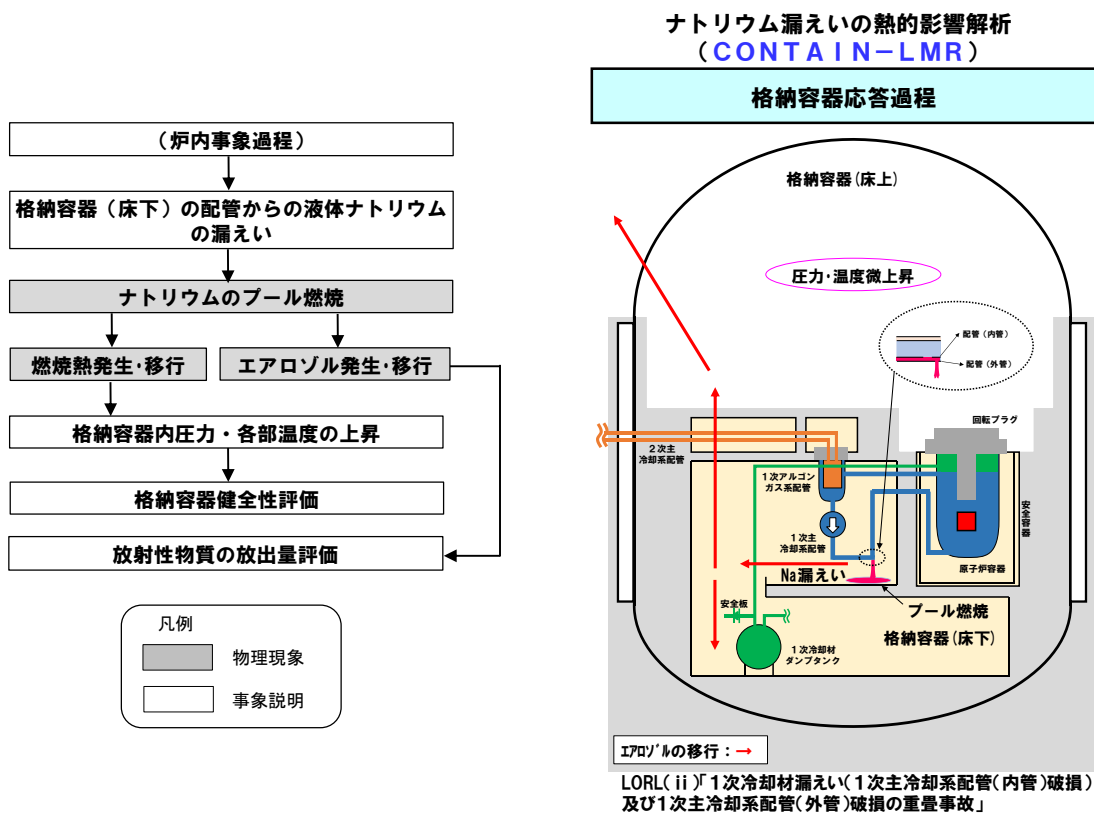 （炉内事象過程）
格納容器（床下）の配管からの液体ナトリウム
の漏えい
ナトリウムのプール燃焼
燃焼熱発生･移行
エアロゾル発生･移行
格納容器内圧力・各部温度の上昇
格納容器健全性評価
放射性物質の放出量評価
凡例
物理現象
事象説明
ナトリウム漏えいの熱的影響解析
（ＣＯＮＴＡＩＮ－ＬＭＲ）
格納容器応答過程
格納容器(床上)
圧力･温度微上昇
配管（内管）
配管（外管）
回転プラグ
２次主
冷却系配管
１次アルゴン
ガス系配管
安全容器
１次主
冷却系配管
原子炉容器
Na漏えい
プール燃焼
安全板
格納容器(床下)
１次冷却材
ダンプタンク
ｴｱﾛｿﾞﾙの移行：→
LORL(ⅱ)「１次冷却材漏えい(１次主冷却系配管(内管)破損)
及び１次主冷却系配管(外管)破損の重畳事故」